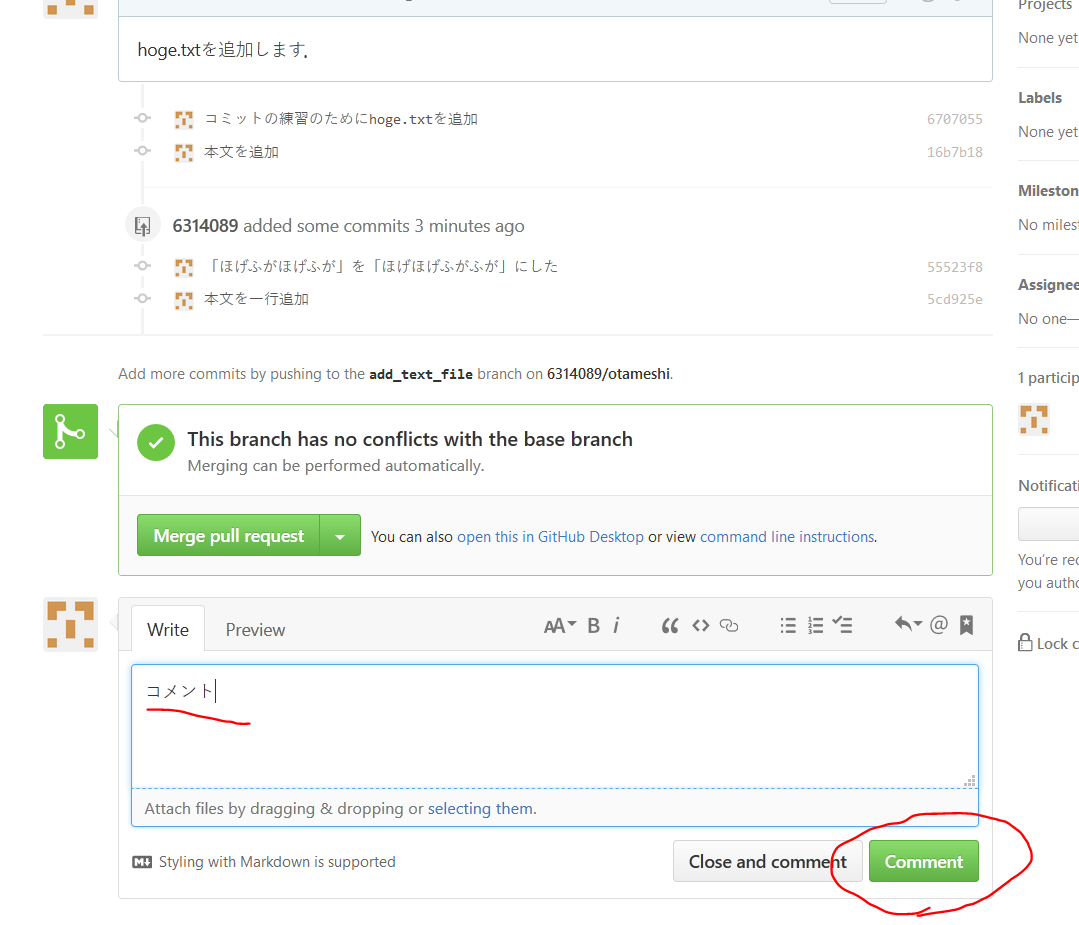 Projects
None yet
hoge.txtを追加します。
コミットの練習のためにhoge.txtを追加 6707055
本文を追加 16b7b18
6314089 added some commits 3 minutes ago
「ほげふがほげふが」を「ほげほげふがふが」にした 55523f8
本文を一行追加 5cd925e
Add more commits by pushing to the add_text_file branch on 6314089/otameshi.
This branch has no conflicts with the base branch
Merging can be performed automatically.
Merge pull request
You can also open this in GitHub Desktop or view command line instructions.
Write Preview
AA B i
コメント
Attach files by dragging & dropping or selecting them.
Styling with Markdown is supported
Close and comment Comment
Labels
None yet
Mileston
No milest
Assignee
No one—
1 particip
Notificati
You're rec
you autho
Lock c